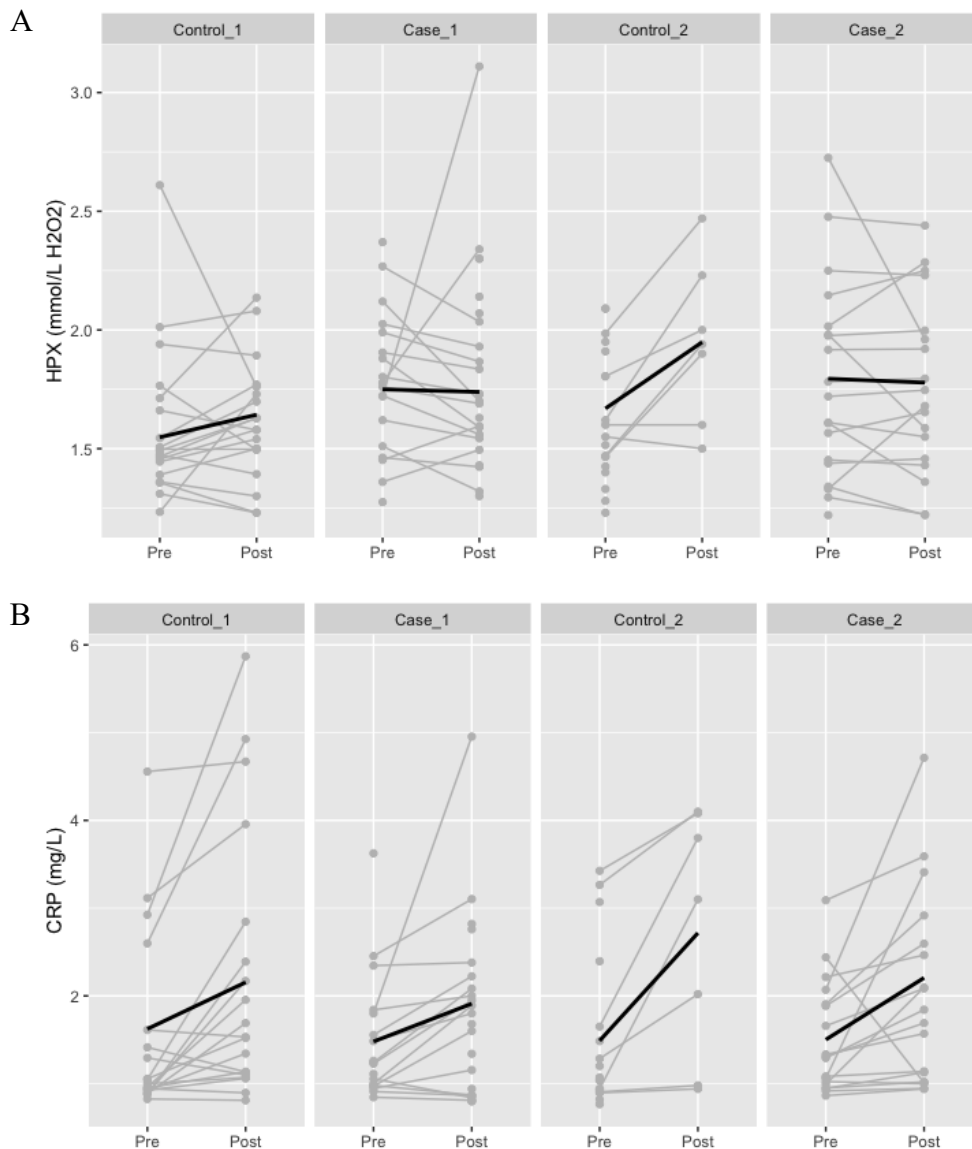 A
Control_1 Case_1 Control_2 Case_2
HPX (mmol/L H2O2)
3.0
2.5
2.0
1.5
Pre Post Pre Post Pre Post Pre Post
B
Control_1 Case_1 Control_2 Case_2
CRP (mg/L)
6
4
2
Pre Post Pre Post Pre Post Pre Post